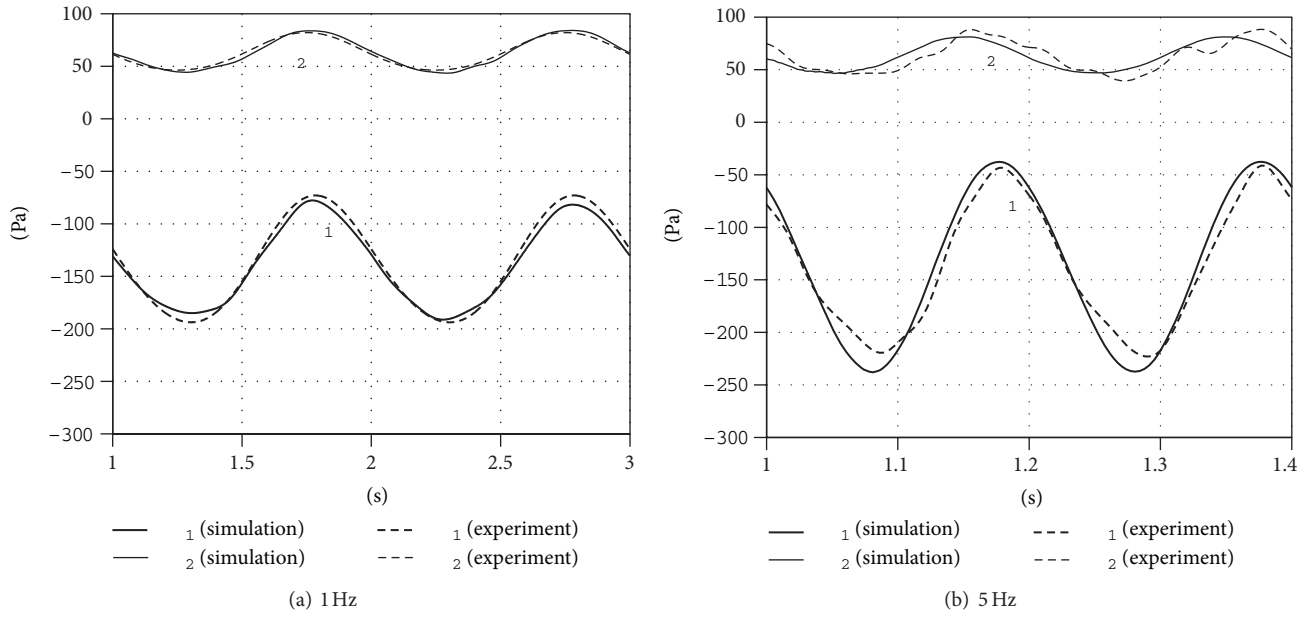 100
50
0
−50
−100
−150
−200
−250
−300
(Pa)
2
1
1
1.5
2
2.5
3
(s)
1 (simulation)
1 (experiment)
2 (simulation)
2 (experiment)
(a) 1 Hz
100
50
0
−50
−100
−150
−200
−250
−300
(Pa)
2
1
1
1.1
1.2
1.3
1.4
(s)
1 (simulation)
1 (experiment)
2 (simulation)
2 (experiment)
(b) 5 Hz